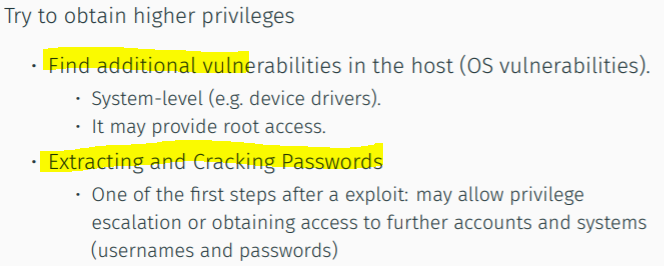 Try to obtain higher privileges
• Find additional vulnerabilities in the host (OS vulnerabilities).
• System-level (e.g. device drivers).
• It may provide root access.
• Extracting and Cracking Passwords
• One of the first steps after a exploit: may allow privilege
escalation or obtaining access to further accounts and systems
(usernames and passwords)